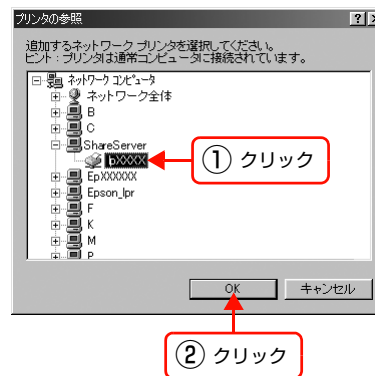 プリンタの参照
追加するネットワーク プリンタを選択してください。
ヒント : プリンタは通常コンピュータに接続されています。
ネットワーク コンピュータ
ネットワーク全体
B
C
ShareServer
pXXXX
① クリック
EpXXXXXX
Epson_lpr
F
K
M
P
OK
キャンセル
② クリック